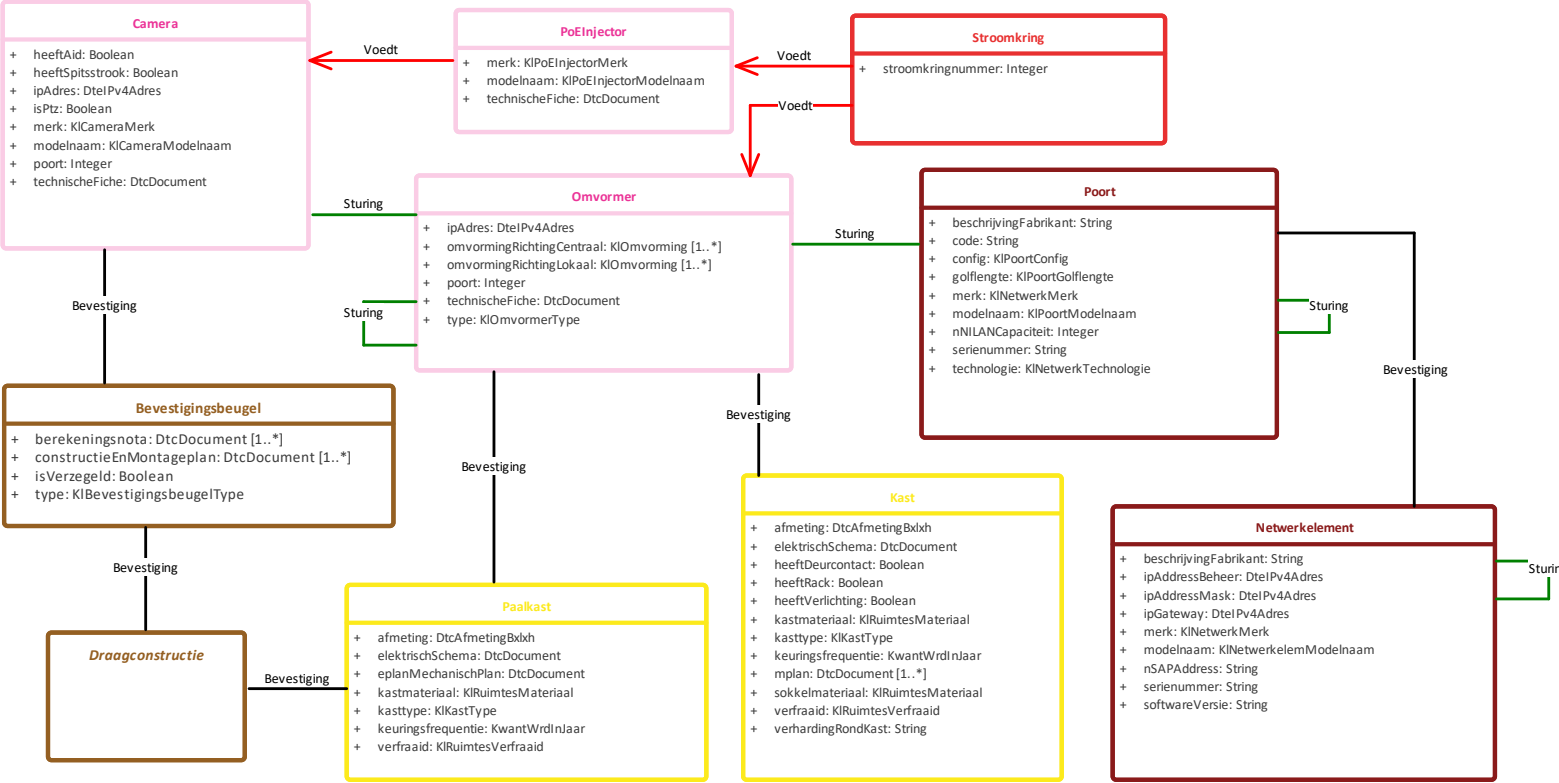 Camera
+ heeftAid: Boolean
+ heeftSpitsstrook: Boolean
+ ipAdres: DteIPv4Adres
+ isPtz: Boolean
+ merk: KlCameraMerk
+ modelnaam: KlCameraModelnaam
+ poort: Integer
+ technischeFiche: DtcDocument
Voedt
PoEInjector
+ merk: KlPoEInjectorMerk
+ modelnaam: KlPoEInjectorModelnaam
+ technischeFiche: DtcDocument
Voedt
Voedt
Stroomkring
+ stroomkringnummer: Integer
Sturing
Omvormer
+ ipAdres: DteIPv4Adres
+ omvormingRichtingCentraal: KlOmvorming [1..*]
+ omvormingRichtingLokaal: KlOmvorming [1..*]
+ poort: Integer
+ technischeFiche: DtcDocument
+ type: KlOmvormerType
Sturing
Sturing
Poort
+ beschrijvingFabrikant: String
+ code: String
+ config: KlPoortConfig
+ golflengte: KlPoortGolflengte
+ merk: KlNetwerkMerk
+ modelnaam: KlPoortModelnaam
+ nNILANCapaciteit: Integer
+ serienummer: String
+ technologie: KlNetwerkTechnologie
Sturing
Bevestiging
Bevestiging
Bevestiging
Bevestiging
Bevestigingsbeugel
+ berekeningsnota: DtcDocument [1..*]
+ constructieEnMontageplan: DtcDocument [1..*]
+ isVerzegeld: Boolean
+ type: KlBevestigingsbeugelType
Bevestiging
Draagconstructie
Bevestiging
Paalkast
+ afmeting: DtcAfmetingBxlxh
+ elektrischSchema: DtcDocument
+ eplanMechanischPlan: DtcDocument
+ kastmateriaal: KlRuimtesMateriaal
+ kasttype: KlKastType
+ keuringsfrequentie: KwantWrdInJaar
+ verfraaid: KlRuimtesVerfraaid
Kast
+ afmeting: DtcAfmetingBxlxh
+ elektrischSchema: DtcDocument
+ heeftDeurcontact: Boolean
+ heeftRack: Boolean
+ heeftVerlichting: Boolean
+ kastmateriaal: KlRuimtesMateriaal
+ kasttype: KlKastType
+ keuringsfrequentie: KwantWrdInJaar
+ mplan: DtcDocument [1..*]
+ sokkelmateriaal: KlRuimtesMateriaal
+ verfraaid: KlRuimtesVerfraaid
+ verhardingRondKast: String
Netwerkelement
+ beschrijvingFabrikant: String
+ ipAddressBeheer: DteIPv4Adres
+ ipAddressMask: DteIPv4Adres
+ ipGateway: DteIPv4Adres
+ merk: KlNetwerkMerk
+ modelnaam: KlNetwerkelemModelnaam
+ nSAPAddress: String
+ serienummer: String
+ softwareVersie: String